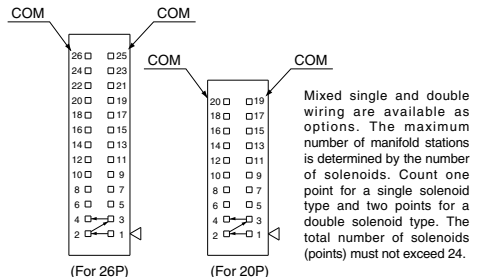 COM COM
26 25
24 23
22 21
20 19
18 17
16 15
14 13
12 11
10 9
8 7
6 5
4 3
2 1
(For 26P)
COM COM
20 19
18 17
16 15
14 13
12 11
10 9
8 7
6 5
4 3
2 1
(For 20P)
Mixed single and double
wiring are available as
options. The maximum
number of manifold stations
is determined by the number
of solenoids. Count one
point for a single solenoid
type and two points for a
double solenoid type. The
total number of solenoids
(points) must not exceed 24.